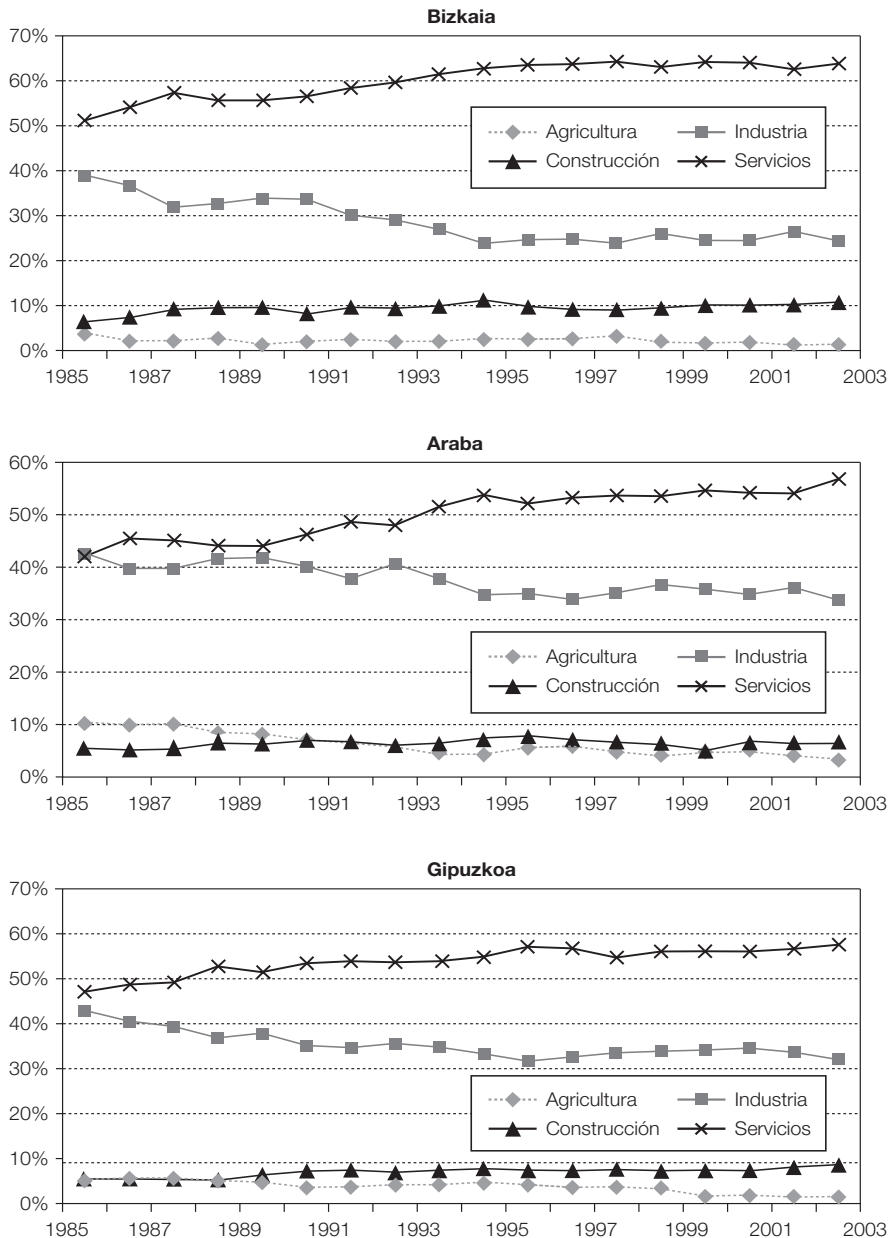 Bizkaia
70%
60%
50%
40%
30%
20%
10%
0%
Agricultura Industria
Construcción Servicios
1985 1987 1989 1991 1993 1995 1997 1999 2001 2003
Araba
60%
50%
40%
30%
20%
10%
0%
Agricultura Industria
Construcción Servicios
1985 1987 1989 1991 1993 1995 1997 1999 2001 2003
Gipuzkoa
70%
60%
50%
40%
30%
20%
10%
0%
Agricultura Industria
Construcción Servicios
1985 1987 1989 1991 1993 1995 1997 1999 2001 2003